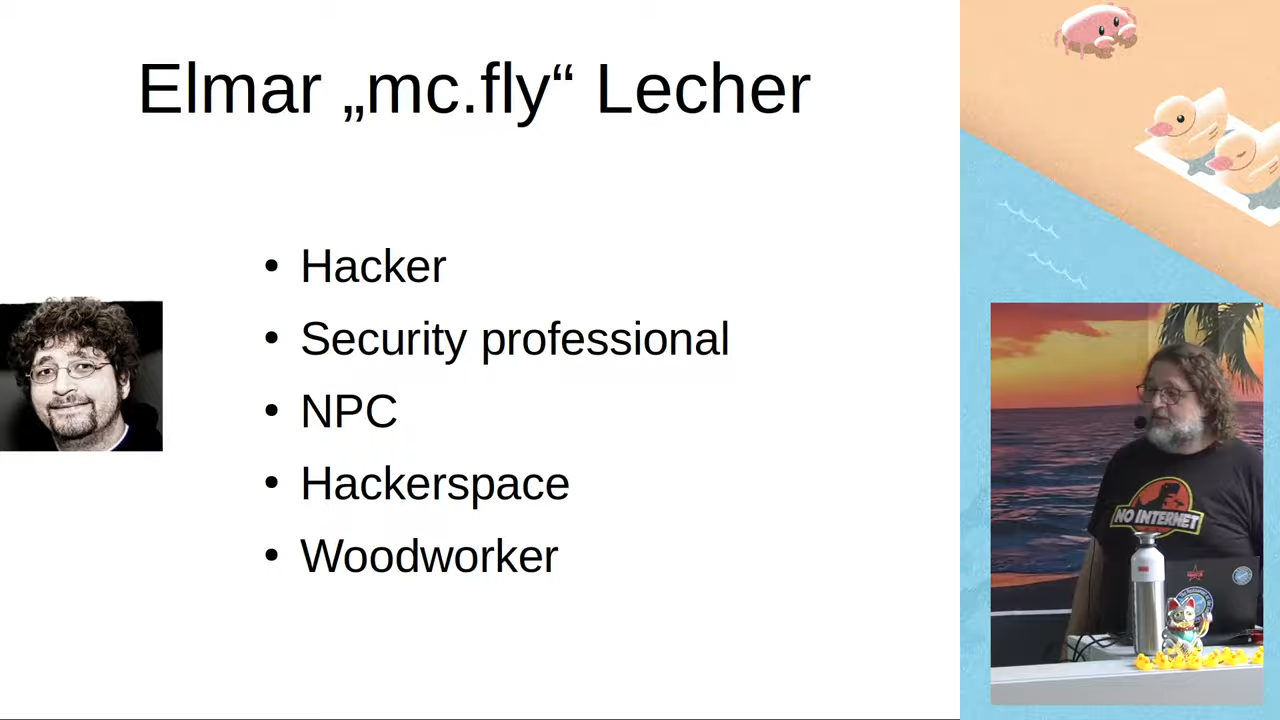 Elmar „mc.fly“ Lecher
• Hacker
• Security professional
• NPC
• Hackerspace
• Woodworker
NO INTERNET